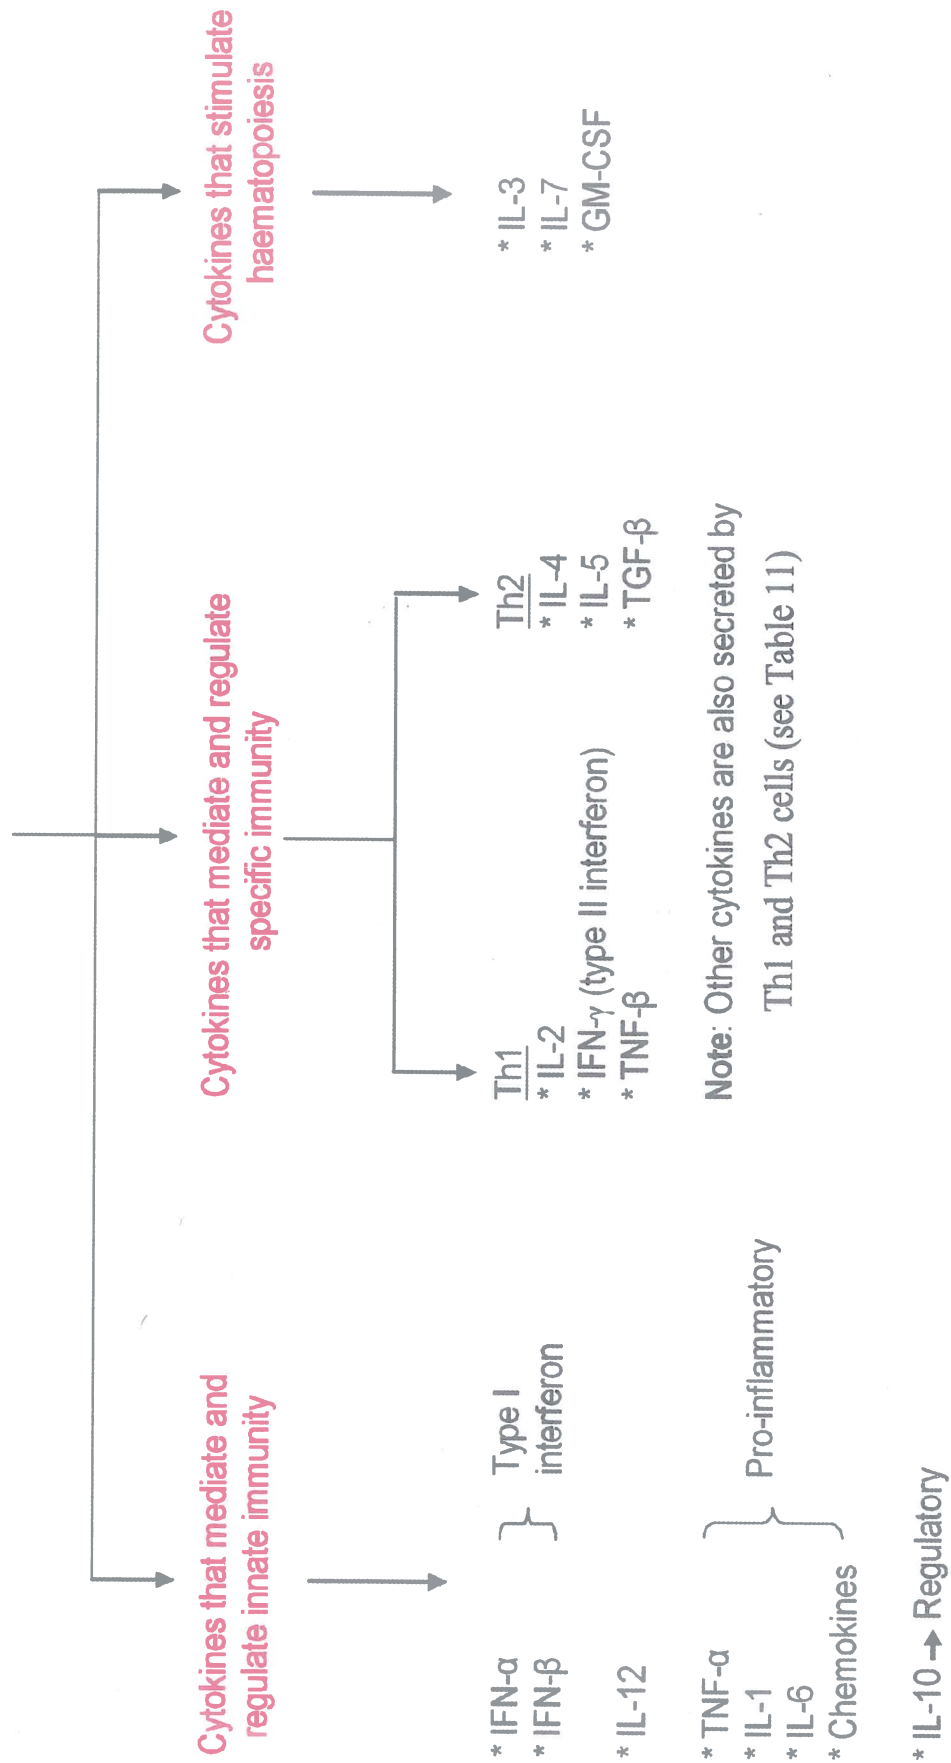 Cytokines that mediate and
regulate innate immunity
* IFN-α
* IFN-β
Type I
interferon
* IL-12
* TNF-α
* IL-1
* IL-6
* Chemokines
Pro-inflammatory
* IL-10 → Regulatory
Cytokines that mediate and regulate
specific immunity
Th1
* IL-2
* IFN-γ (type II interferon)
* TNF-β
Th2
* IL-4
* IL-5
* TGF-β
Note: Other cytokines are also secreted by
Th1 and Th2 cells (see Table 11)
Cytokines that stimulate
haematopoiesis
* IL-3
* IL-7
* GM-CSF